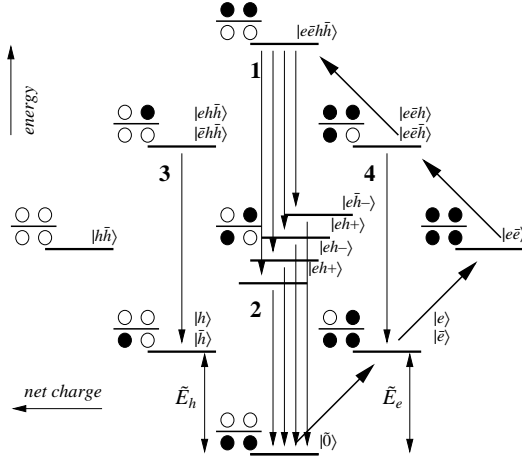 |eēhh̄⟩
1
energy
|ehh̄⟩
|ēhh̄⟩
|eēh⟩
|eēh̄⟩
3
4
|eh̄−⟩
|eh+⟩
|hh̄⟩
|eh−⟩
|eē⟩
|eh+⟩
2
|h⟩
|h̄⟩
|e⟩
|ē⟩
net charge
Ẽh
Ẽe
|0̃⟩